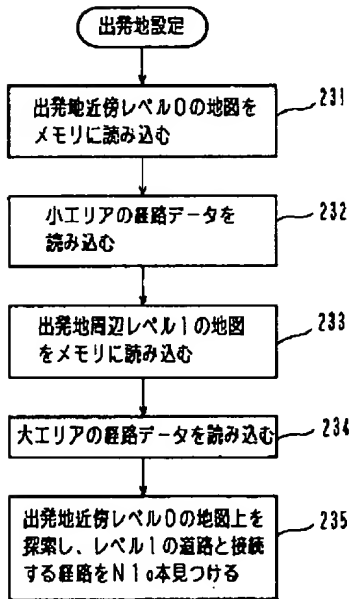 出発地設定
出発地近傍レベル0の地図を
メモリに読み込む
231
小エリアの経路データを
読み込む
232
出発地周辺レベル1の地図
をメモリに読み込む
233
大エリアの経路データを読み込む
234
出発地近傍レベル0の地図上を
探索し、レベル1の道路と接続
する経路をN1o本見つける
235